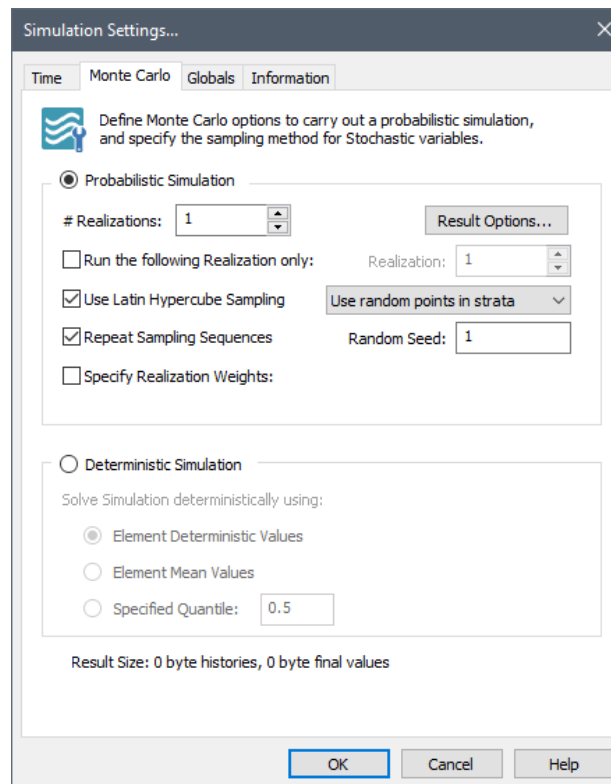 Simulation Settings...
Time Monte Carlo Globals Information
Define Monte Carlo options to carry out a probabilistic simulation,
and specify the sampling method for Stochastic variables.
Probabilistic Simulation
# Realizations: 1 Result Options...
Run the following Realization only: Realization: 1
Use Latin Hypercube Sampling Use random points in strata
Repeat Sampling Sequences Random Seed: 1
Specify Realization Weights:
Deterministic Simulation
Solve Simulation deterministically using:
Element Deterministic Values
Element Mean Values
Specified Quantile: 0.5
Result Size: 0 byte histories, 0 byte final values
OK Cancel Help